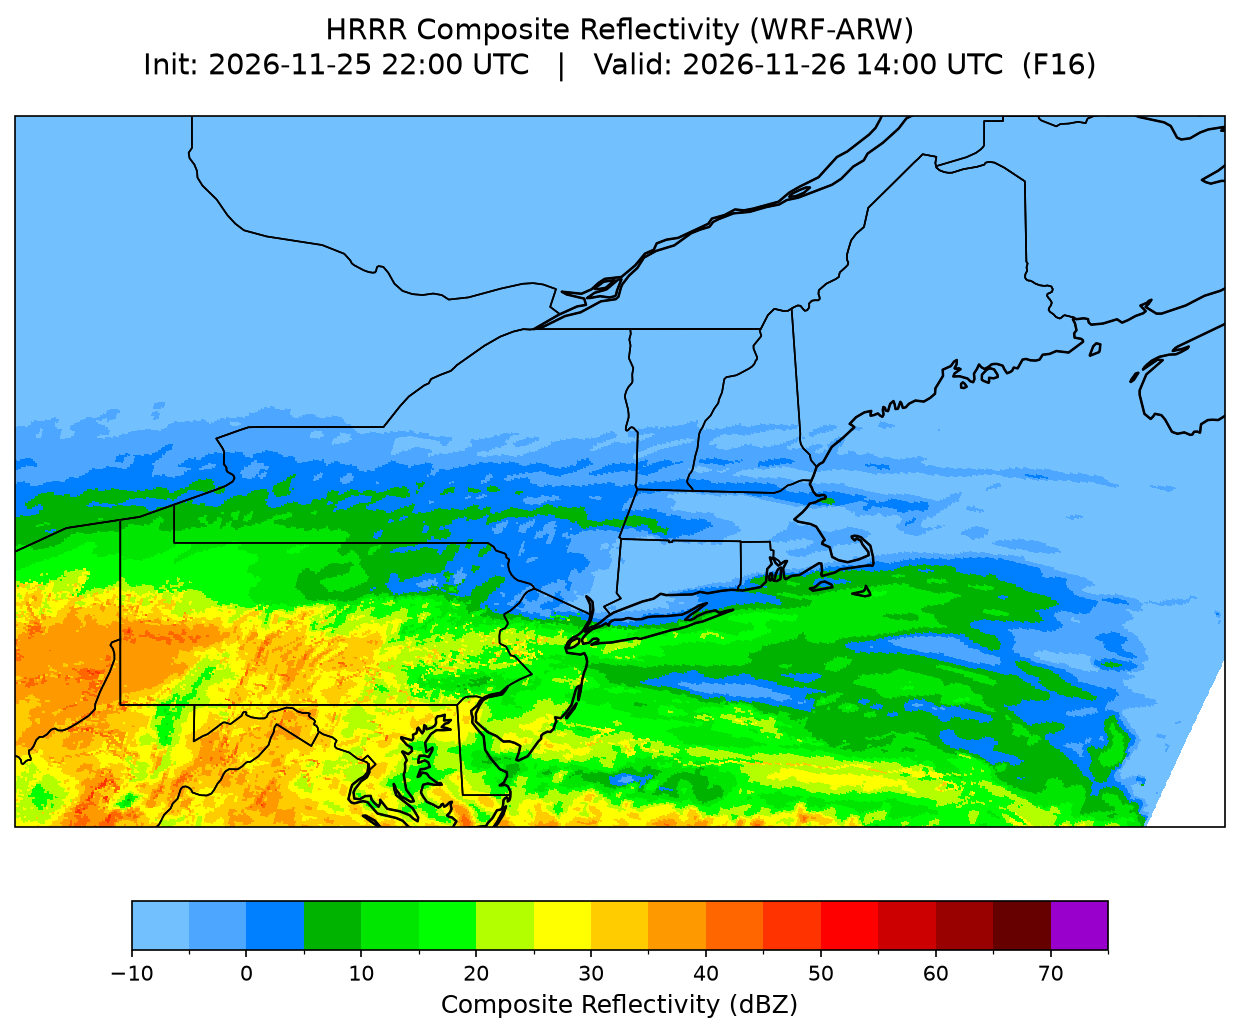 HRRR Composite Reflectivity (WRF-ARW)
Init: 2026-11-25 22:00 UTC   |   Valid: 2026-11-26 14:00 UTC  (F16)
−10 0 10 20 30 40 50 60 70
Composite Reflectivity (dBZ)